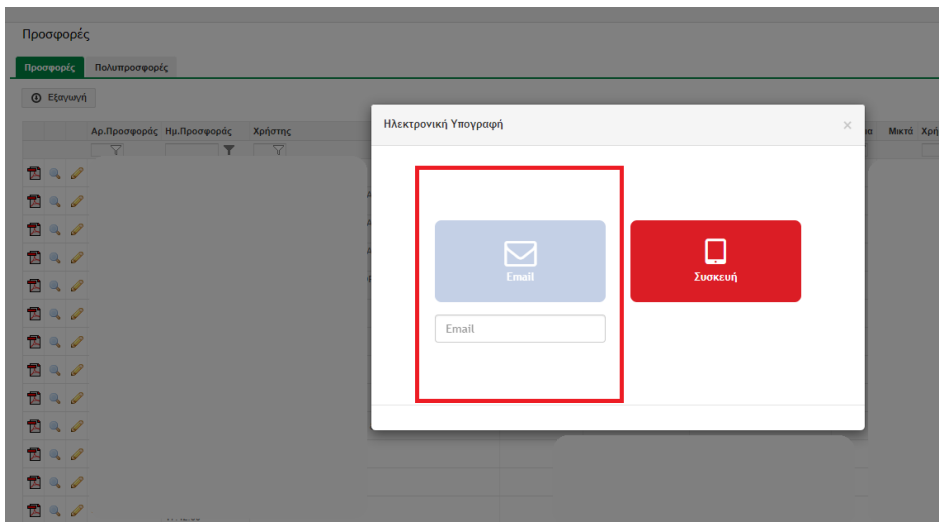 Προσφορές
Προσφορές Πολυπροσφορές
Εξαγωγή
Αρ.Προσφοράς Ημ.Προσφοράς Χρήστης Μικτά
Ηλεκτρονική Υπογραφή ×
Email
Συσκευή
Email